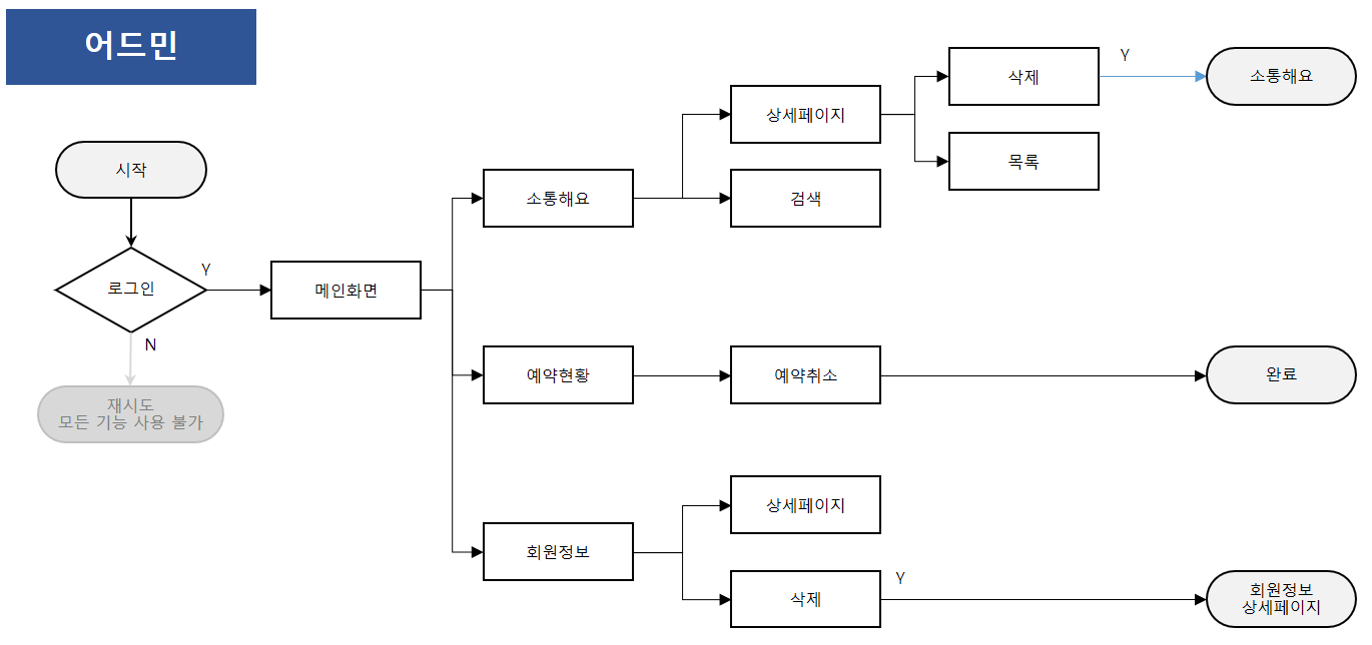 어드민
시작
로그인
Y
N
재시도
모든 기능 사용 불가
메인화면
소통해요
상세페이지
검색
삭제
Y
소통해요
목록
예약현황
예약취소
완료
회원정보
상세페이지
삭제
Y
회원정보
상세페이지